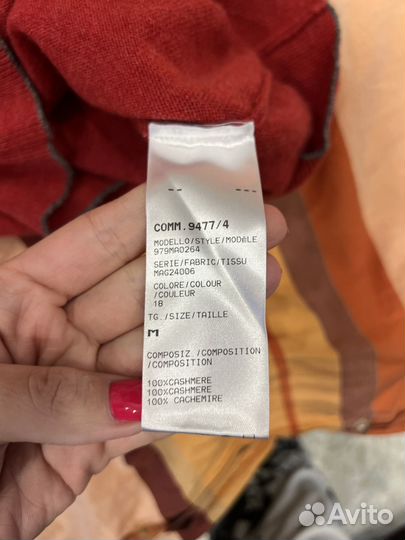 -- ---
COMM.9477/4
MODELLO/STYLE/MODÈLE
979MA0264
SERIE/FABRIC/TISSU
MAG24006
COLORE/COLOUR
/COULEUR
18
TG./SIZE/TAILLE
M
COMPOSIZ./COMPOSITION
/COMPOSITION
100%CASHMERE
100%CASHMERE
100% CACHEMIRE
Avito